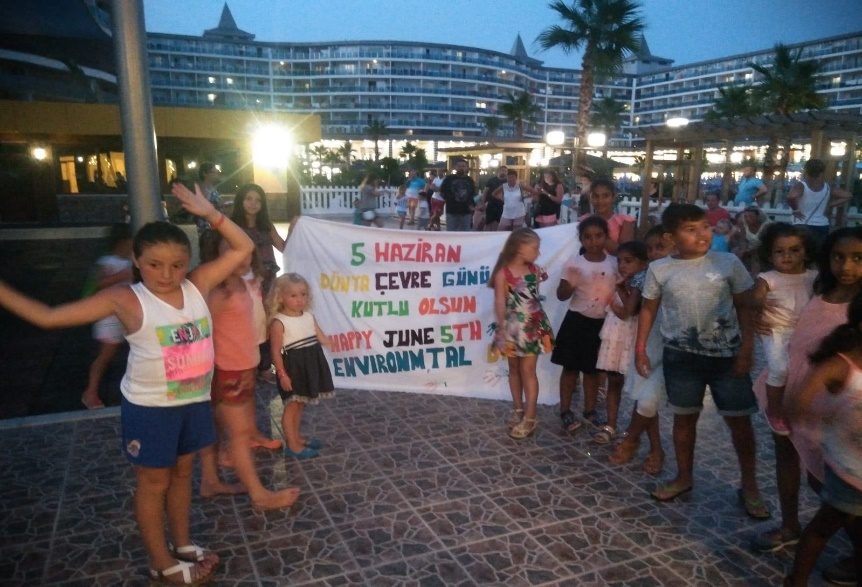 5 HAZİRAN
DÜNYA ÇEVRE GÜNÜ
KUTLU OLSUN
HAPPY JUNE 5TH
ENVIRONMTAL